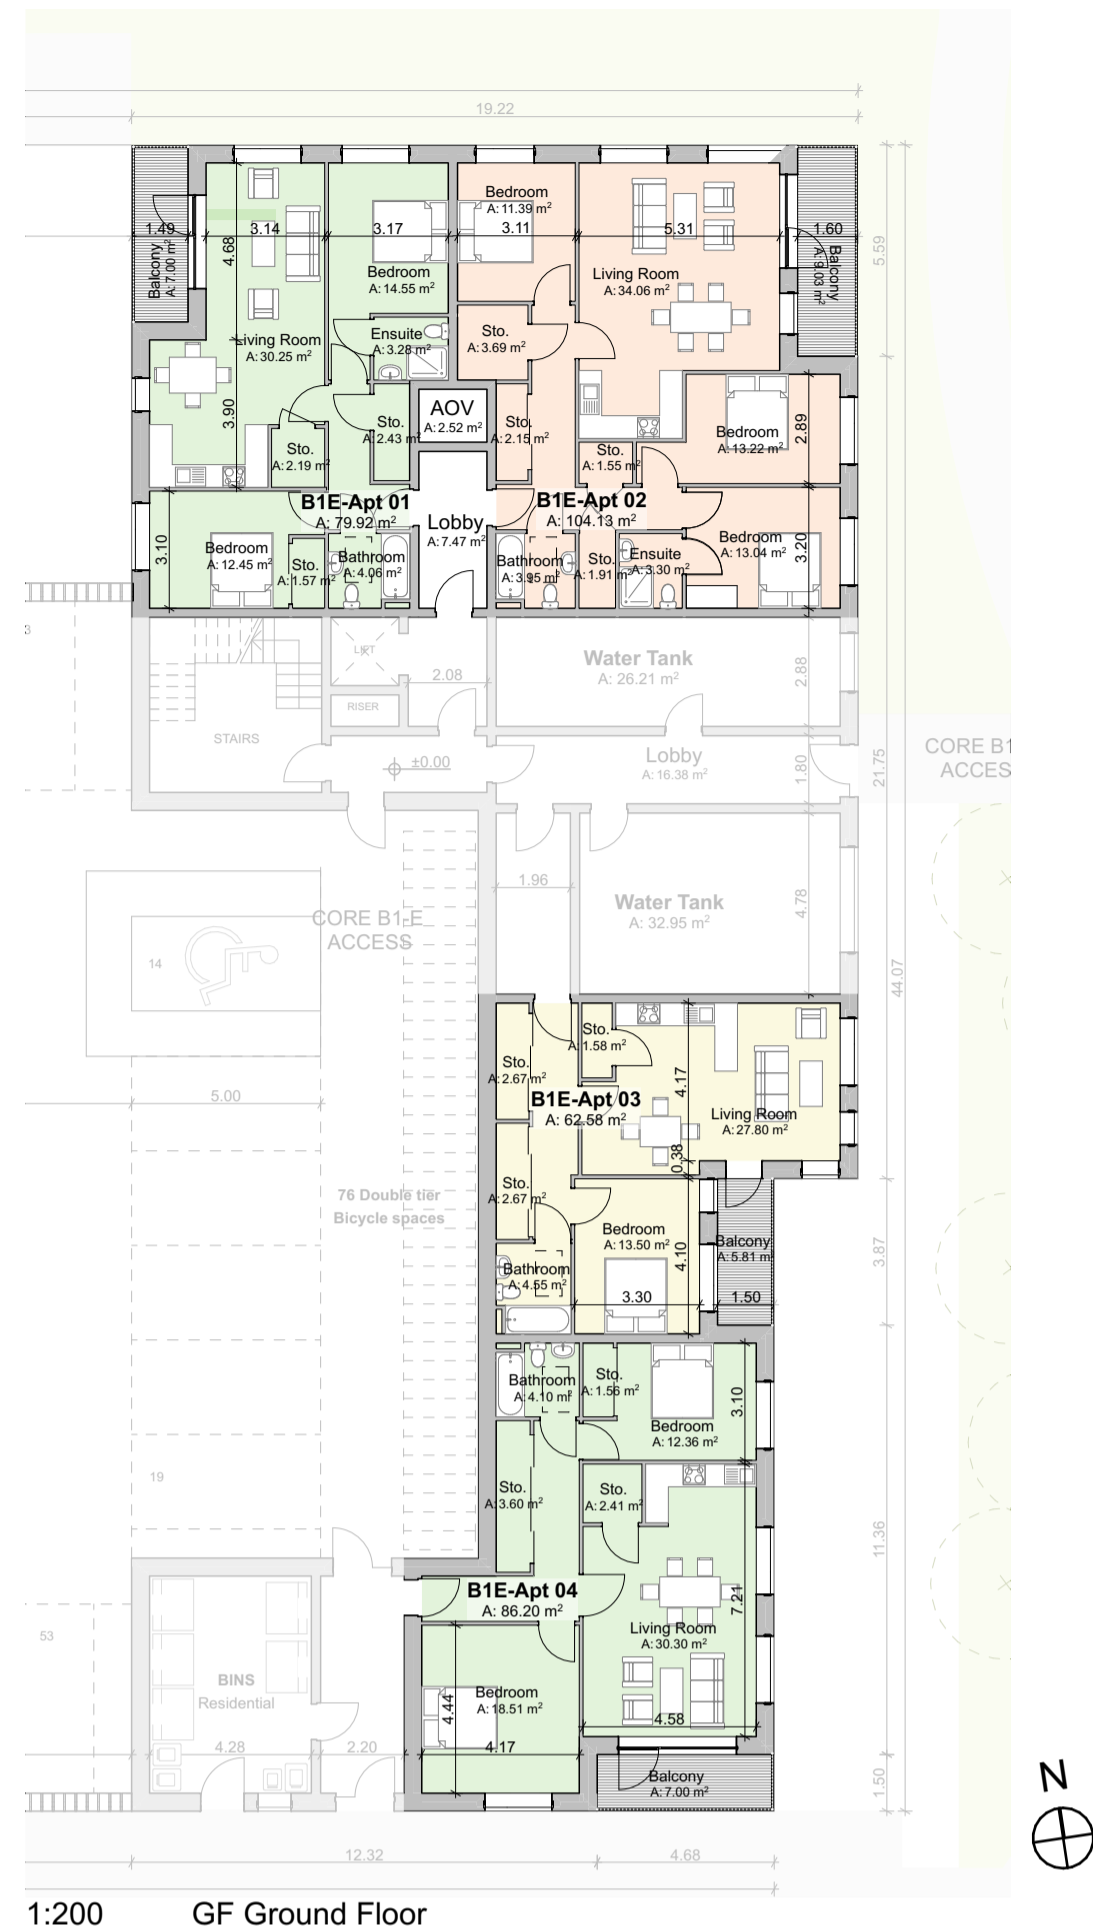 19.22
Bedroom
A: 11.39 m²
1.49
3.14
3.17
3.11
5.31
1.60
4.68
5.59
Balcony
A: 7.00 m²
Bedroom
A: 14.55 m²
Living Room
A: 34.06 m²
Balcony
A: 9.03 m²
Living Room
A: 30.25 m²
Ensuite
A: 3.28 m²
Sto.
A: 3.69 m²
3.90
AOV
A: 2.52 m²
Sto.
A: 2.43 m²
Sto.
A: 2.15 m²
Bedroom
A: 13.22 m²
2.89
Sto.
A: 2.19 m²
Sto.
A: 1.55 m²
B1E-Apt 01
A: 79.92 m²
Lobby
A: 7.47 m²
B1E-Apt 02
A: 104.13 m²
3.10
Bedroom
A: 12.45 m²
Sto.
A: 1.57 m²
Bathroom
A: 4.06 m²
Bathroom
A: 3.95 m²
Sto.
A: 1.91 m²
Ensuite
A: 3.30 m²
Bedroom
A: 13.04 m²
3.20
3
LIFT
2.08
Water Tank
A: 26.21 m²
2.88
RISER
STAIRS
±0.00
Lobby
A: 16.38 m²
1.80
21.75
CORE B1
ACCES
1.96
Water Tank
A: 32.95 m²
4.78
CORE B1-E
ACCESS
14
44.07
5.00
Sto.
A: 1.58 m²
Sto.
A: 2.67 m²
B1E-Apt 03
A: 62.58 m²
4.17
Living Room
A: 27.80 m²
0.38
Sto.
A: 2.67 m²
76 Double tier
Bicycle spaces
Bedroom
A: 13.50 m²
4.10
Balcony
A: 5.81 m²
3.87
Bathroom
A: 4.55 m²
3.30
1.50
Bathroom
A: 4.10 m²
Sto.
A: 1.56 m²
3.10
Bedroom
A: 12.36 m²
19
Sto.
A: 3.60 m²
Sto.
A: 2.41 m²
11.36
B1E-Apt 04
A: 86.20 m²
7.21
53
Living Room
A: 30.30 m²
BINS
Residential
Bedroom
A: 18.51 m²
4.44
4.58
4.28
2.20
4.17
Balcony
A: 7.00 m²
1.50
N
12.32
4.68
1:200
GF Ground Floor